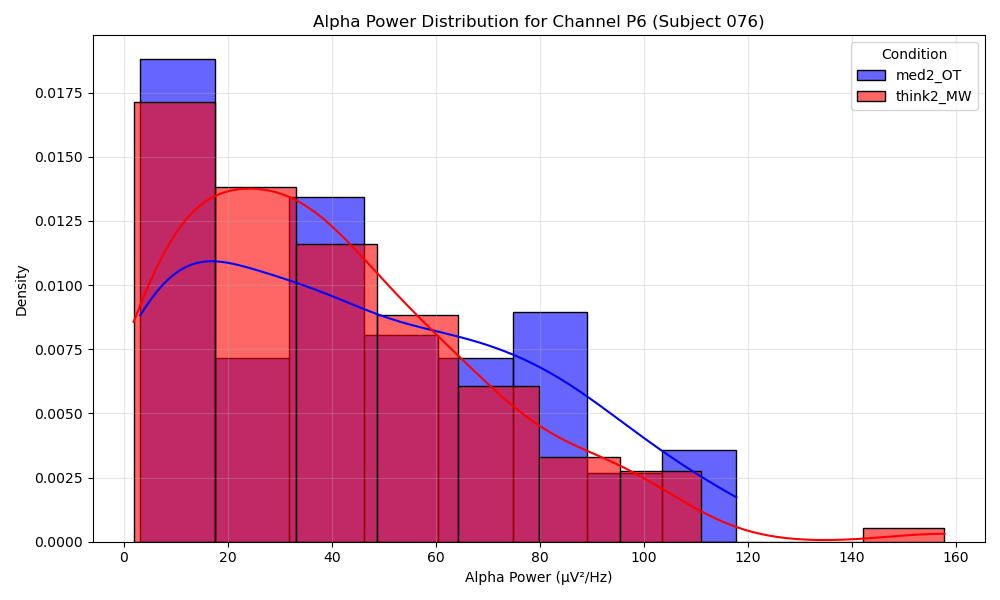 Alpha Power Distribution for Channel P6 (Subject 076)
Condition
med2_OT
think2_MW
Density
0.0175
0.0150
0.0125
0.0100
0.0075
0.0050
0.0025
0.0000
0 20 40 60 80 100 120 140 160
Alpha Power (μV²/Hz)